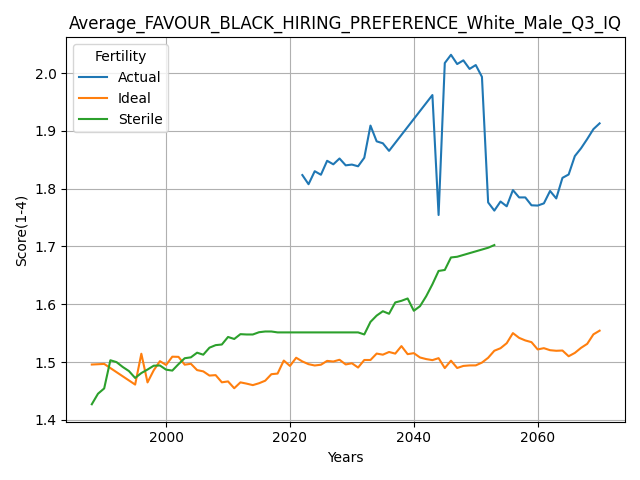 Average_FAVOUR_BLACK_HIRING_PREFERENCE_White_Male_Q3_IQ
Fertility
Actual
Ideal
Sterile
Score(1-4)
2.0
1.9
1.8
1.7
1.6
1.5
1.4
2000
2020
2040
2060
Years